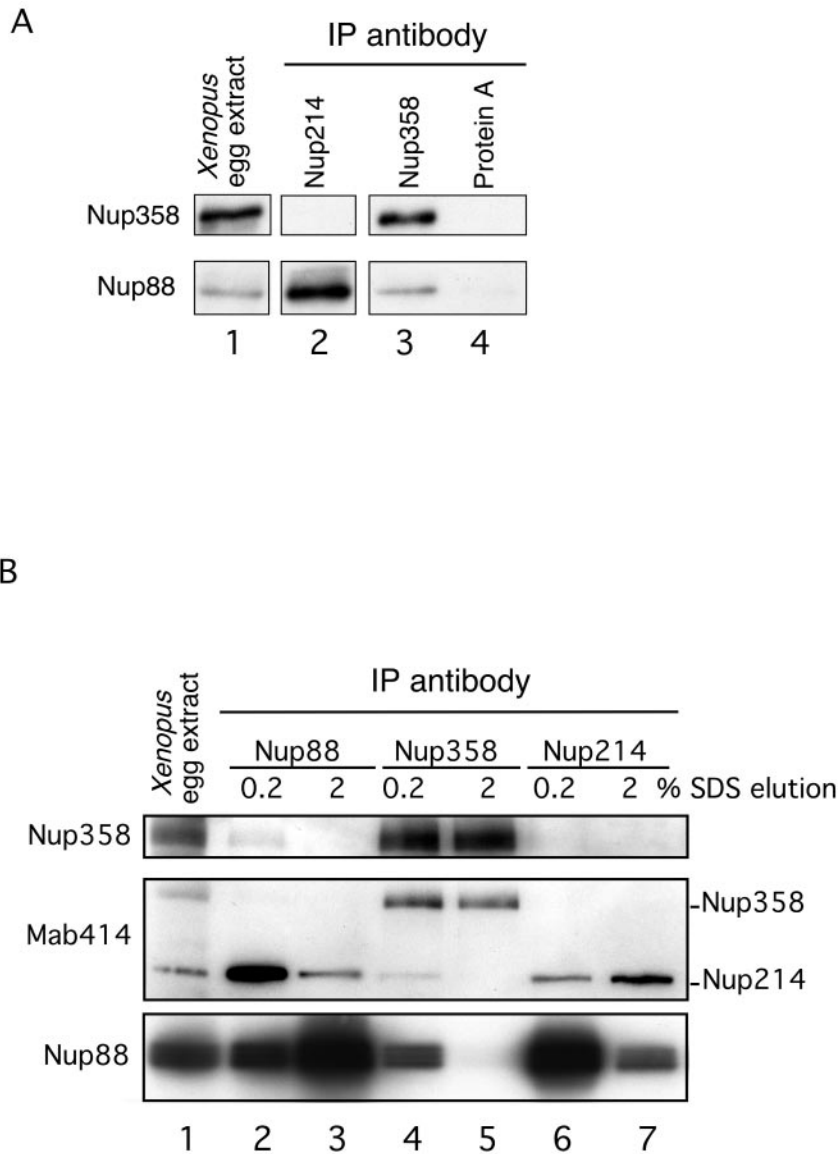 A
IP antibody
Xenopus
egg extract
Nup214
Nup358
Protein A
Nup358
Nup88
1 2 3 4
B
IP antibody
Xenopus
egg extract
Nup88 Nup358 Nup214
0.2 2 0.2 2 0.2 2 % SDS elution
Nup358
-Nup358
Mab414
-Nup214
Nup88
1 2 3 4 5 6 7